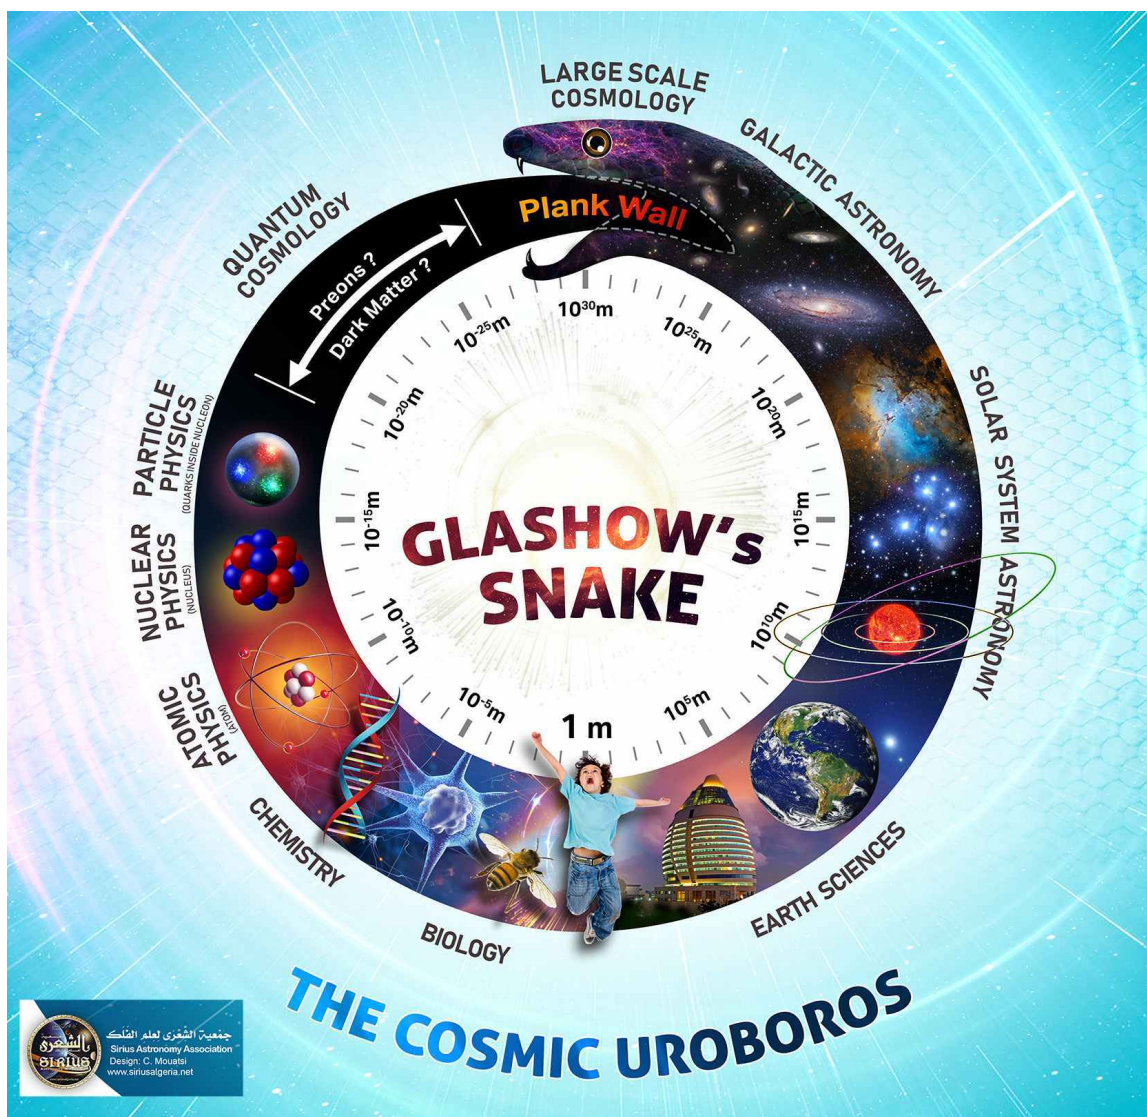 LARGE SCALE
COSMOLOGY
GALACTIC ASTRONOMY
SOLAR SYSTEM ASTRONOMY
EARTH SCIENCES
BIOLOGY
CHEMISTRY
ATOMIC
PHYSICS
(ATOM)
NUCLEAR
PHYSICS
(NUCLEUS)
PARTICLE
PHYSICS
(QUARKS INSIDE NUCLEON)
QUANTUM
COSMOLOGY
Preons ?
Dark Matter ?
Plank Wall
10³⁰m
10²⁵m
10²⁰m
10¹⁵m
10¹⁰m
10⁵m
1 m
10⁻⁵m
10⁻¹⁰m
10⁻¹⁵m
10⁻²⁰m
10⁻²⁵m
GLASHOW's
SNAKE
THE COSMIC UROBOROS
الشعرى
SIRIUS
جمعية الشعرى لعلم الفلك
Sirius Astronomy Association
Design: C. Mouatsi
www.siriusalgeria.net